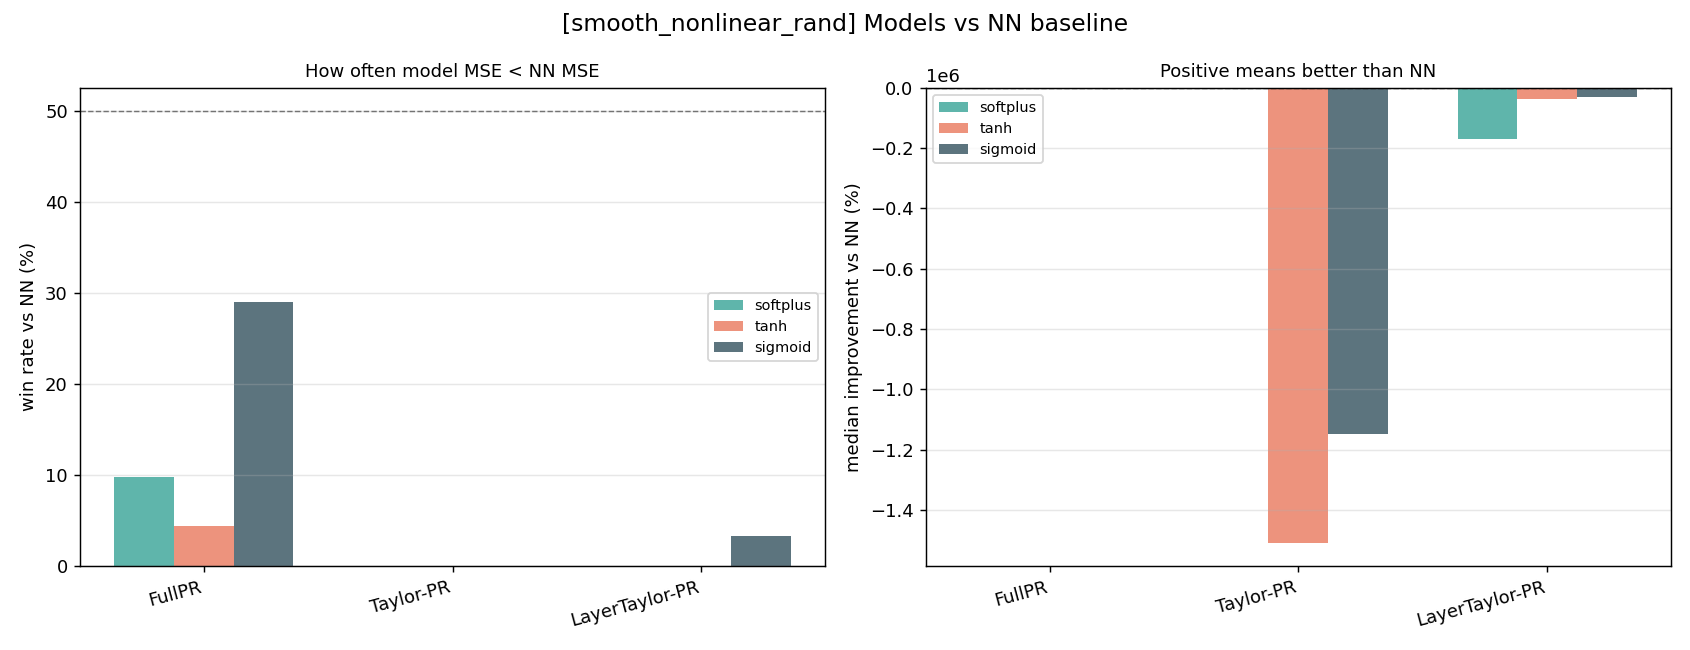 [smooth_nonlinear_rand] Models vs NN baseline
How often model MSE < NN MSE
win rate vs NN (%)
50
40
30
20
10
0
softplus
tanh
sigmoid
FullPR
Taylor-PR
LayerTaylor-PR
Positive means better than NN
1e6
median improvement vs NN (%)
0.0
−0.2
−0.4
−0.6
−0.8
−1.0
−1.2
−1.4
softplus
tanh
sigmoid
FullPR
Taylor-PR
LayerTaylor-PR